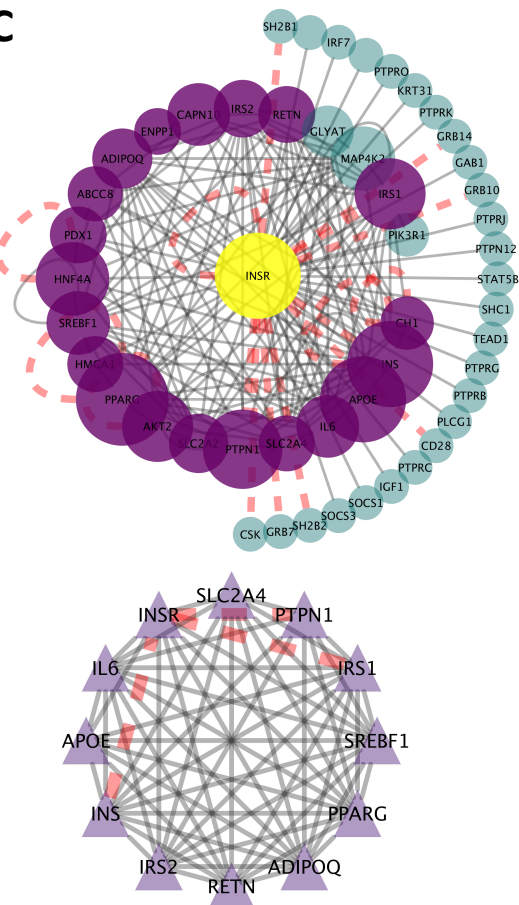 C
SH2B1
IRF7
PTPRO
KRT31
PTPRK
GRB14
GAB1
GRB10
PTPRJ
PTPN12
STAT5B
SHC1
TEAD1
PTPRG
PTPRB
PLCG1
CD28
PTPRC
IGF1
SOCS1
SOCS3
SH2B2
GRB7
CSK
CAPN10
IRS2
RETN
GLYAT
MAP4K2
IRS1
PIK3R1
ENPP1
ADIPOQ
ABCC8
PDX1
HNF4A
SREBF1
HMGA1
PPARG
AKT2
SLC2A2
PTPN1
SLC2A4
IL6
APOE
INS
INSR
SLC2A4
INSR
PTPN1
IL6
IRS1
APOE
SREBF1
INS
PPARG
IRS2
ADIPOQ
RETN